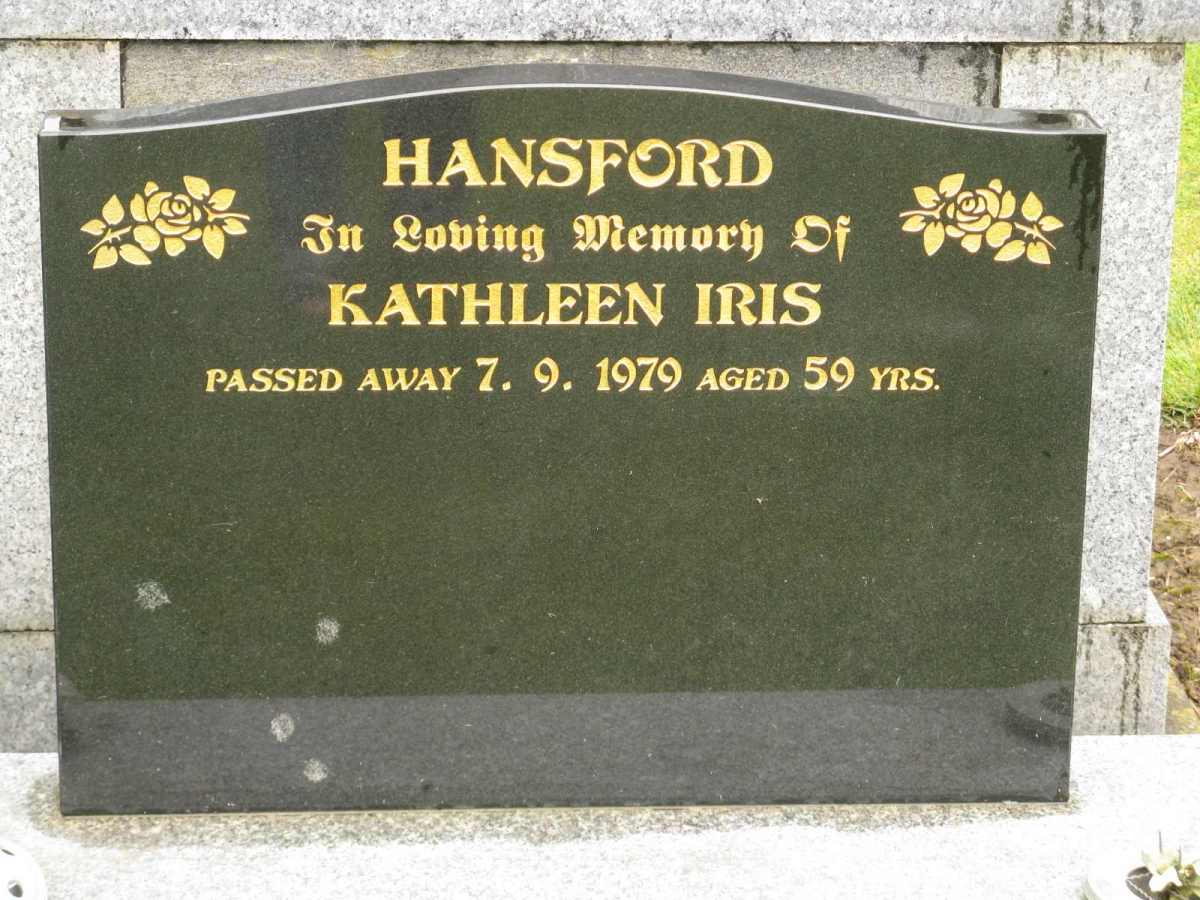 HANSFORD
In Loving Memory Of
KATHLEEN IRIS
PASSED AWAY 7. 9. 1979 AGED 59 YRS.